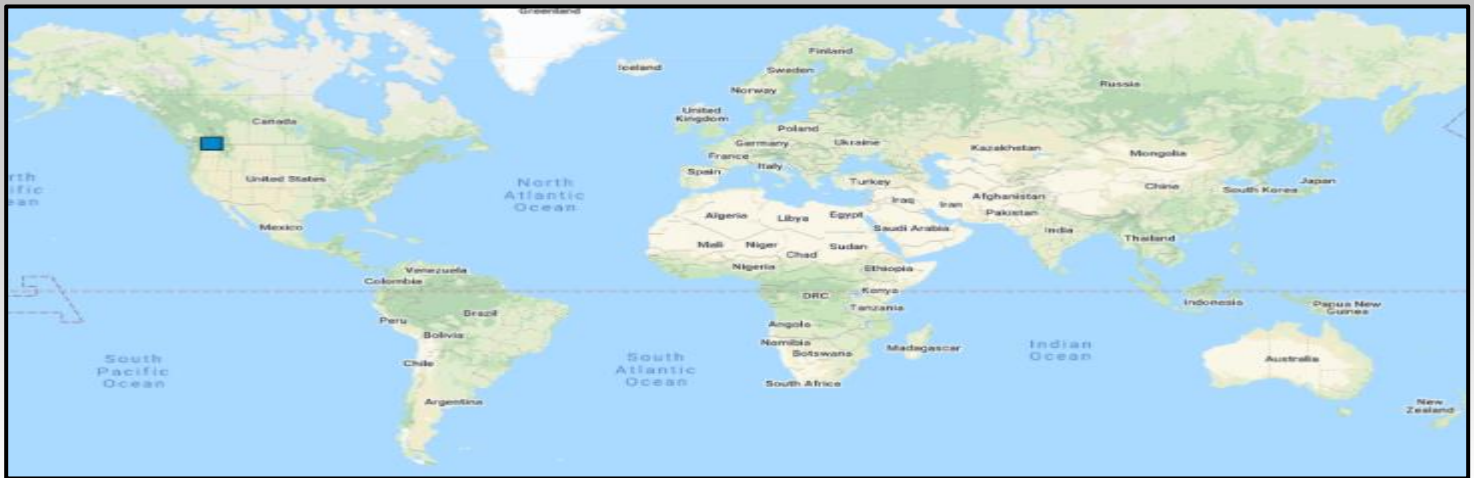 Greenland
Finland
Iceland
Sweden
Russia
Norway
United
Kingdom
Canada
Poland
Germany
Ukraine
France
Kazakhstan
Mongolia
Italy
Spain
United States
North
Atlantic
Ocean
Turkey
China
South Korea
Japan
Iraq
Iran
Afghanistan
Pakistan
Algeria
Libya
Egypt
Saudi Arabia
Mexico
India
Thailand
Mali
Niger
Chad
Sudan
Nigeria
Ethiopia
Venezuela
Colombia
DRC
Kenya
Tanzania
Indonesia
Papua New
Guinea
Brazil
Peru
Angola
Bolivia
Namibia
Botswana
Madagascar
Indian
Ocean
South
Pacific
Ocean
Chile
South
Atlantic
Ocean
Australia
South Africa
Argentina
New
Zealand